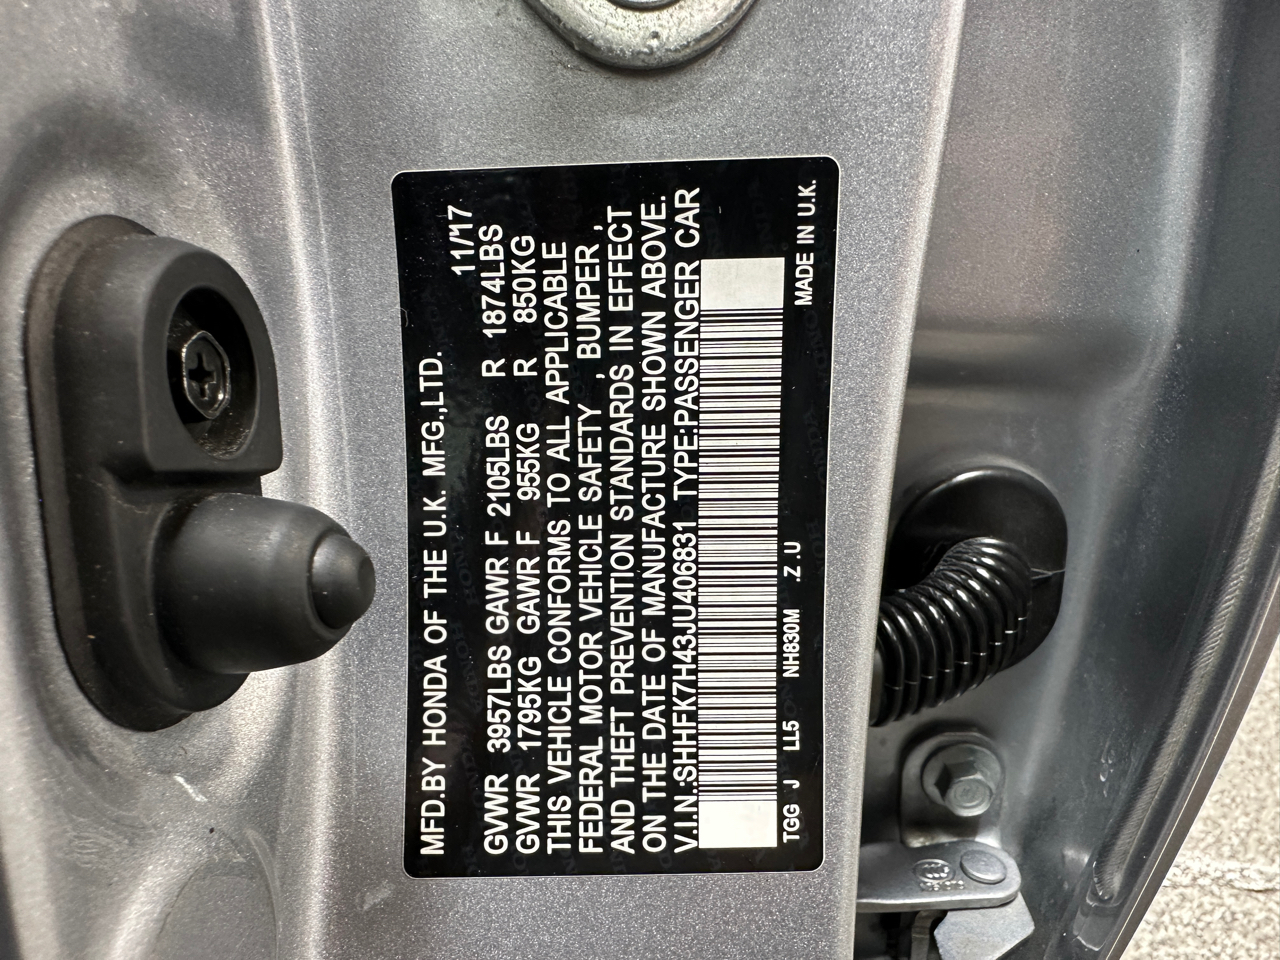 MFD.BY HONDA OF THE U.K. MFG.,LTD.
11/17
GVWR 3957LBS GAWR F 2105LBS R 1874LBS
GVWR 1795KG GAWR F 955KG R 850KG
THIS VEHICLE CONFORMS TO ALL APPLICABLE
FEDERAL MOTOR VEHICLE SAFETY , BUMPER ,
AND THEFT PREVENTION STANDARDS IN EFFECT
ON THE DATE OF MANUFACTURE SHOWN ABOVE.
V.I.N.:SHHFK7H43JU406831 TYPE:PASSENGER CAR
TGG J LL5 NH830M .Z.U MADE IN U.K.